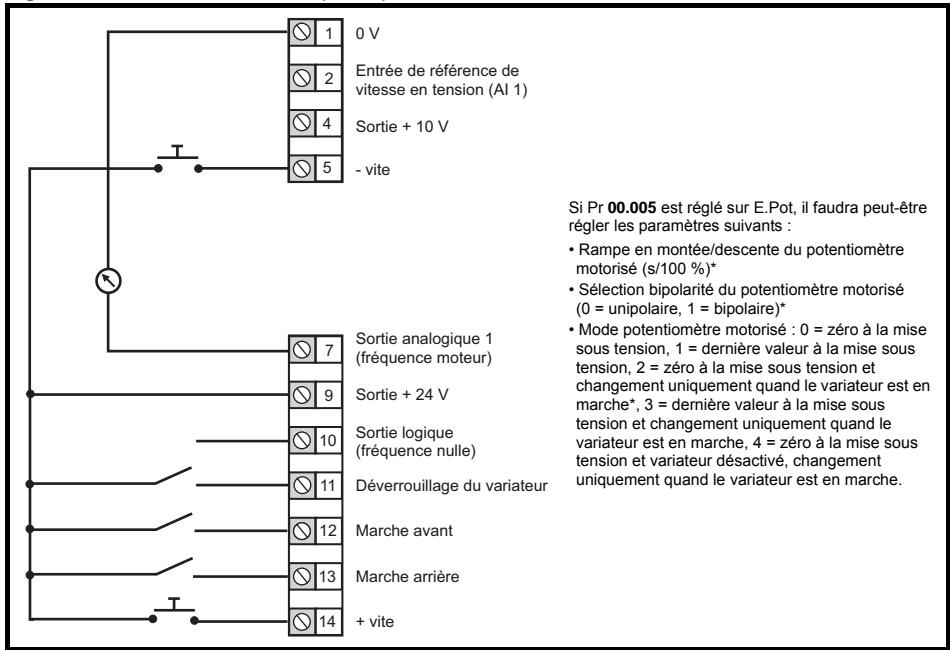 1 0 V
2 Entrée de référence de
vitesse en tension (AI 1)
4 Sortie + 10 V
5 - vite
7 Sortie analogique 1
(fréquence moteur)
9 Sortie + 24 V
10 Sortie logique
(fréquence nulle)
11 Déverrouillage du variateur
12 Marche avant
13 Marche arrière
14 + vite
Si Pr 00.005 est réglé sur E.Pot, il faudra peut-être
régler les paramètres suivants :
• Rampe en montée/descente du potentiomètre
motorisé (s/100 %)*
• Sélection bipolarité du potentiomètre motorisé
(0 = unipolaire, 1 = bipolaire)*
• Mode potentiomètre motorisé : 0 = zéro à la mise
sous tension, 1 = dernière valeur à la mise sous
tension, 2 = zéro à la mise sous tension et
changement uniquement quand le variateur est en
marche*, 3 = dernière valeur à la mise sous
tension et changement uniquement quand le
variateur est en marche, 4 = zéro à la mise sous
tension et variateur désactivé, changement
uniquement quand le variateur est en marche.